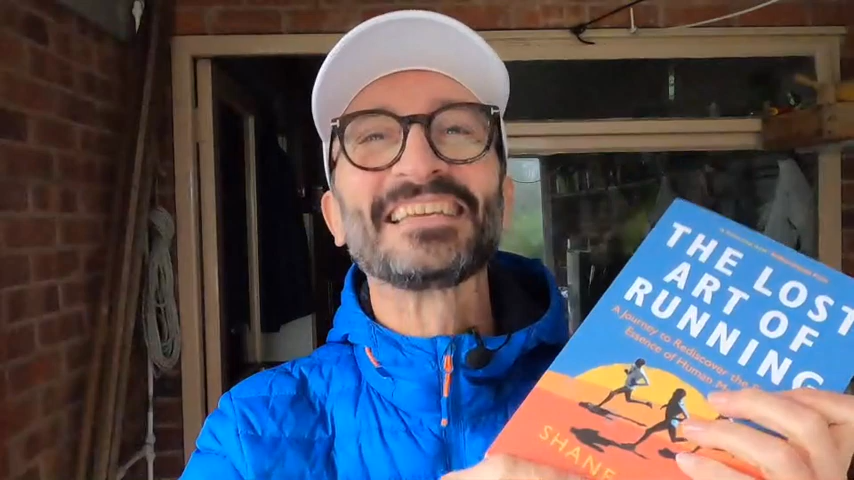 THE LOST
ART OF
RUNNING
A Journey to Rediscover the
Essence of Human
SHANE